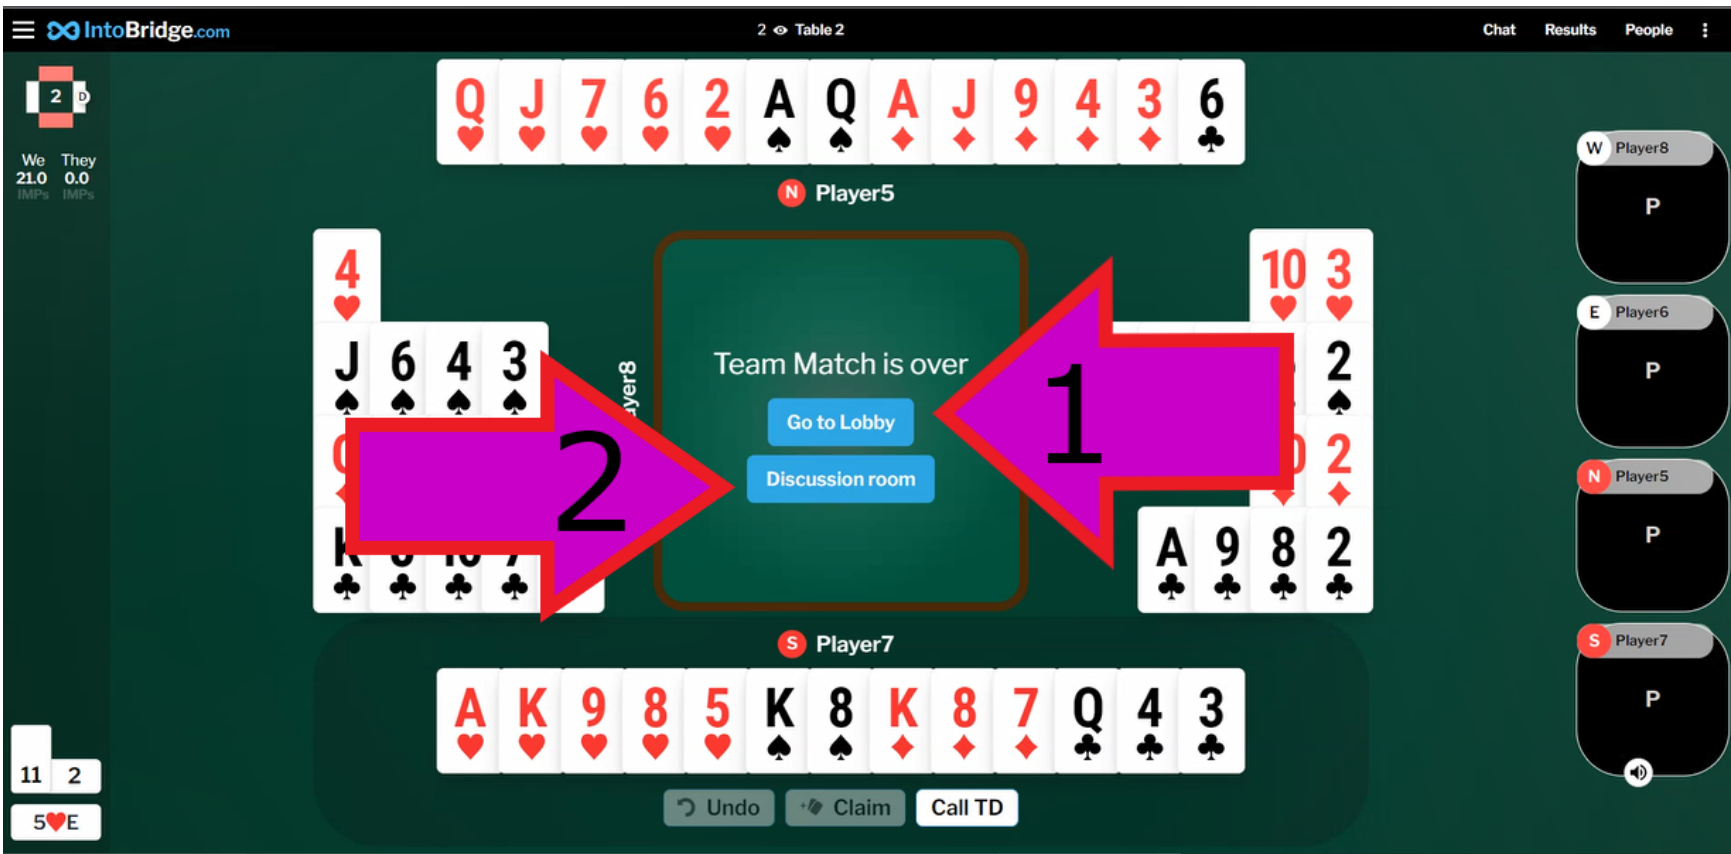 IntoBridge.com
2 Table 2
Chat Results People
2 D
We They
21.0 0.0
IMPs IMPs
Q J 7 6 2 A Q A J 9 4 3 6
N Player5
W Player8
P
E Player6
P
N Player5
P
S Player7
P
4
J 6 4 3
K
10 3
2
2
A 9 8 2
Team Match is over
Go to Lobby
Discussion room
1
2
S Player7
A K 9 8 5 K 8 K 8 7 Q 4 3
Undo Claim Call TD
11 2
5♥E